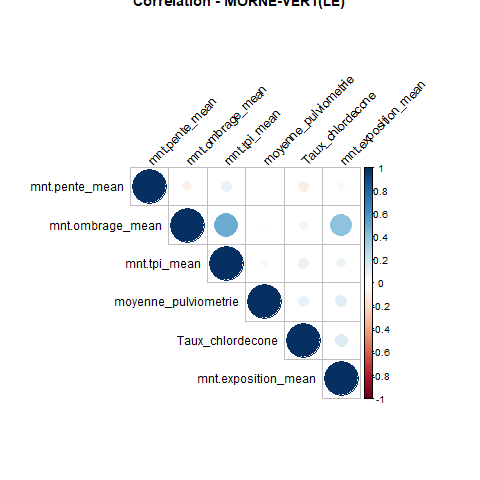 Correlation - MORNE-VERT(LE)
mnt.pente_mean
mnt.ombrage_mean
mnt.tpi_mean
moyenne_pulviometrie
Taux_chlordecone
mnt.exposition_mean
mnt.pente_mean
mnt.ombrage_mean
mnt.tpi_mean
moyenne_pulviometrie
Taux_chlordecone
mnt.exposition_mean
1
0.8
0.6
0.4
0.2
0
-0.2
-0.4
-0.6
-0.8
-1